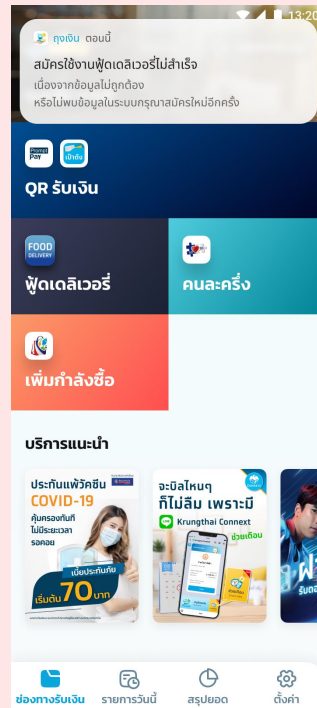 13:20
ถุงเงิน ตอนนี้
สมัครใช้งานฟู้ดเดลิเวอรี่ไม่สำเร็จ
เนื่องจากข้อมูลไม่ถูกต้อง
หรือไม่พบข้อมูลในระบบกรุณาสมัครใหม่อีกครั้ง
Prompt Pay
เป๋าตัง
QR รับเงิน
FOOD
DELIVERY
ฟู้ดเดลิเวอรี่
คนละครึ่ง
เพิ่มกำลังซื้อ
บริการแนะนำ
ประกันแพ้วัคซีน
COVID-19
คุ้มครองทันที
ไม่มีระยะเวลา
รอคอย
เบี้ยประกันภัย
เริ่มต้น 70 บาท
จะบิลไหนๆ
ก็ไม่ลืม เพราะมี
Krungthai Connext
ช่วยเตือน
ช่องทางรับเงิน
รายการวันนี้
สรุปยอด
ตั้งค่า